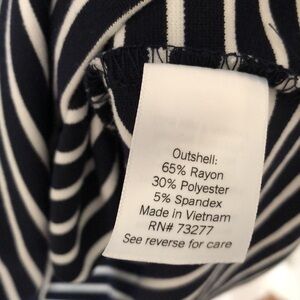 Outshell:
65% Rayon
30% Polyester
5% Spandex
Made in Vietnam
RN# 73277
See reverse for care